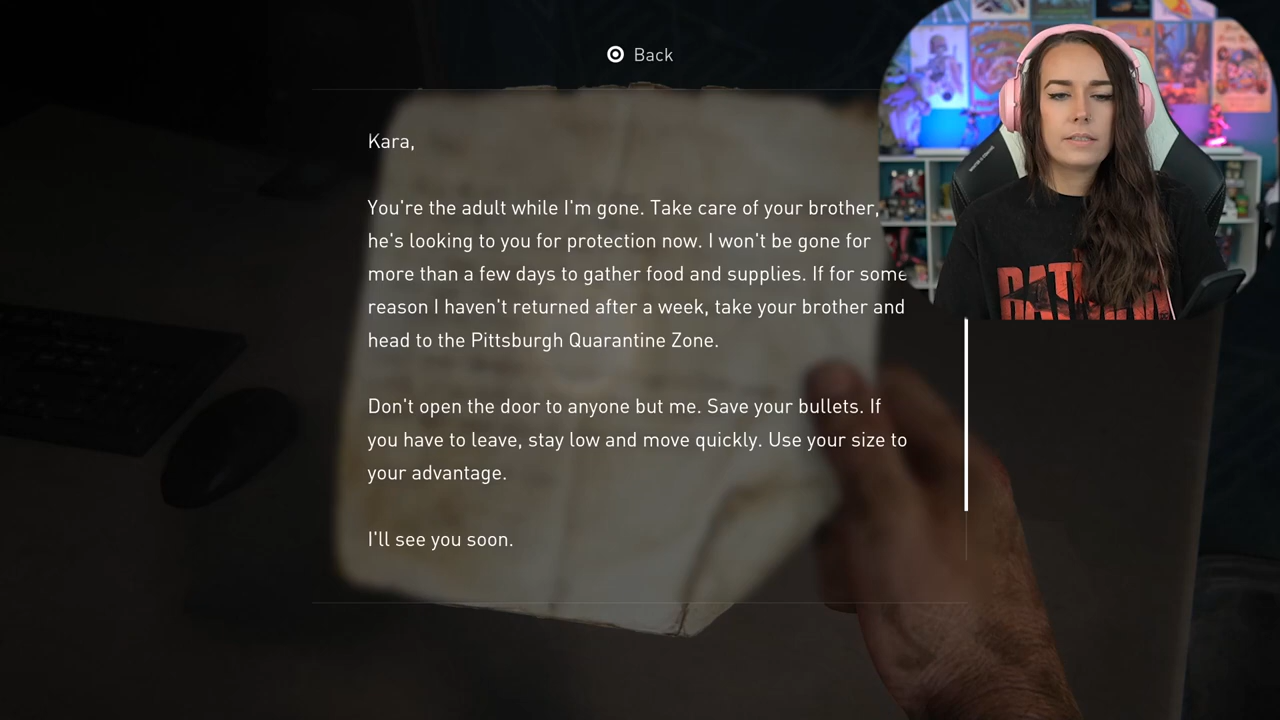 Back
Kara,
You're the adult while I'm gone. Take care of your brother,
he's looking to you for protection now. I won't be gone for
more than a few days to gather food and supplies. If for some
reason I haven't returned after a week, take your brother and
head to the Pittsburgh Quarantine Zone.
Don't open the door to anyone but me. Save your bullets. If
you have to leave, stay low and move quickly. Use your size to
your advantage.
I'll see you soon.